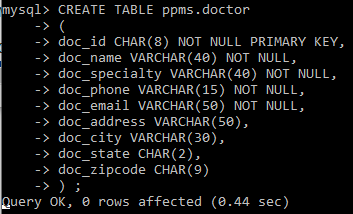 mysql> CREATE TABLE ppms.doctor
-> (
-> doc_id CHAR(8) NOT NULL PRIMARY KEY,
-> doc_name VARCHAR(40) NOT NULL,
-> doc_specialty VARCHAR(40) NOT NULL,
-> doc_phone VARCHAR(15) NOT NULL,
-> doc_email VARCHAR(50) NOT NULL,
-> doc_address VARCHAR(50),
-> doc_city VARCHAR(30),
-> doc_state CHAR(2),
-> doc_zipcode CHAR(9)
-> ) ;
Query OK, 0 rows affected (0.44 sec)